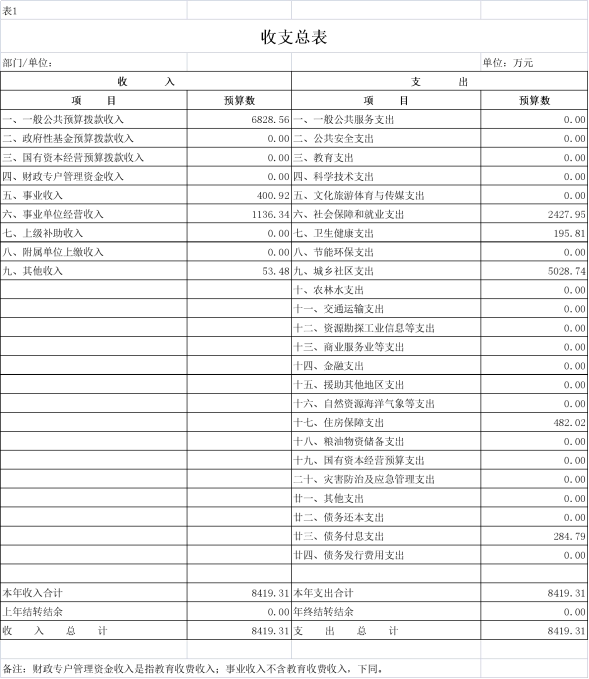 表1
收支总表
部门/单位： 单位：万元
收 入 支 出
项 目 预算数 项 目 预算数
一、一般公共预算拨款收入 6828.56 一、一般公共服务支出 0.00
二、政府性基金预算拨款收入 0.00 二、公共安全支出 0.00
三、国有资本经营预算拨款收入 0.00 三、教育支出 0.00
四、财政专户管理资金收入 0.00 四、科学技术支出 0.00
五、事业收入 400.92 五、文化旅游体育与传媒支出 0.00
六、事业单位经营收入 1136.34 六、社会保障和就业支出 2427.95
七、上级补助收入 0.00 七、卫生健康支出 195.81
八、附属单位上缴收入 0.00 八、节能环保支出 0.00
九、其他收入 53.48 九、城乡社区支出 5028.74
十、农林水支出 0.00
十一、交通运输支出 0.00
十二、资源勘探工业信息等支出 0.00
十三、商业服务业等支出 0.00
十四、金融支出 0.00
十五、援助其他地区支出 0.00
十六、自然资源海洋气象等支出 0.00
十七、住房保障支出 482.02
十八、粮油物资储备支出 0.00
十九、国有资本经营预算支出 0.00
二十、灾害防治及应急管理支出 0.00
廿一、其他支出 0.00
廿二、债务还本支出 0.00
廿三、债务付息支出 284.79
廿四、债务发行费用支出 0.00
本年收入合计 8419.31 本年支出合计 8419.31
上年结转结余 0.00 年终结转结余 0.00
收 入 总 计 8419.31 支 出 总 计 8419.31
备注：财政专户管理资金收入是指教育收费收入；事业收入不含教育收费收入，下同。